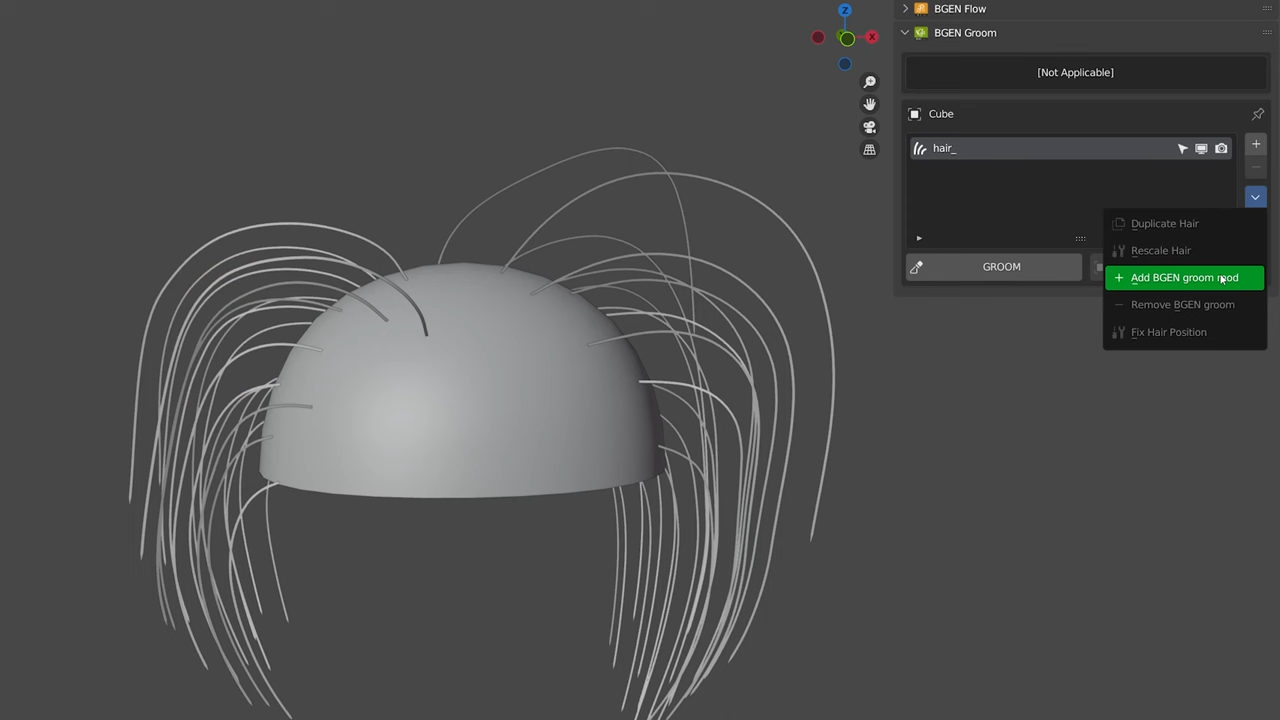 BGEN Flow
BGEN Groom
[Not Applicable]
Cube
hair_
Duplicate Hair
Rescale Hair
Add BGEN groom mod
Remove BGEN groom
Fix Hair Position
GROOM
Z
X